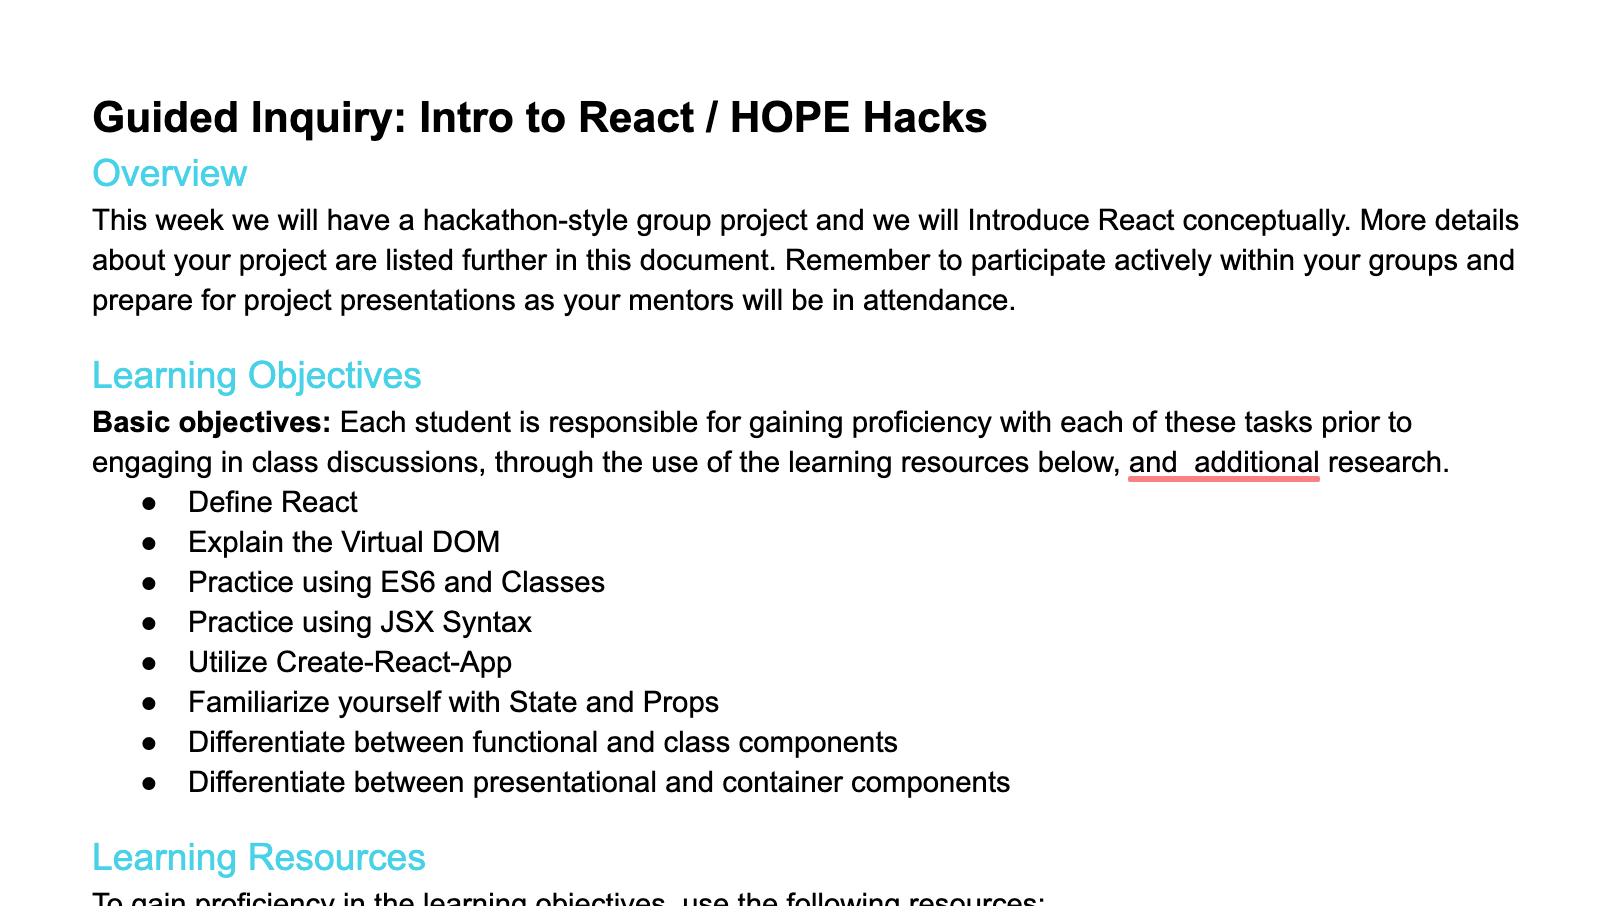 Guided Inquiry: Intro to React / HOPE Hacks
Overview
This week we will have a hackathon-style group project and we will Introduce React conceptually. More details
about your project are listed further in this document. Remember to participate actively within your groups and
prepare for project presentations as your mentors will be in attendance.
Learning Objectives
Basic objectives: Each student is responsible for gaining proficiency with each of these tasks prior to
engaging in class discussions, through the use of the learning resources below, and  additional research.
● Define React
● Explain the Virtual DOM
● Practice using ES6 and Classes
● Practice using JSX Syntax
● Utilize Create-React-App
● Familiarize yourself with State and Props
● Differentiate between functional and class components
● Differentiate between presentational and container components
Learning Resources
To gain proficiency in the learning objectives, use the following resources: